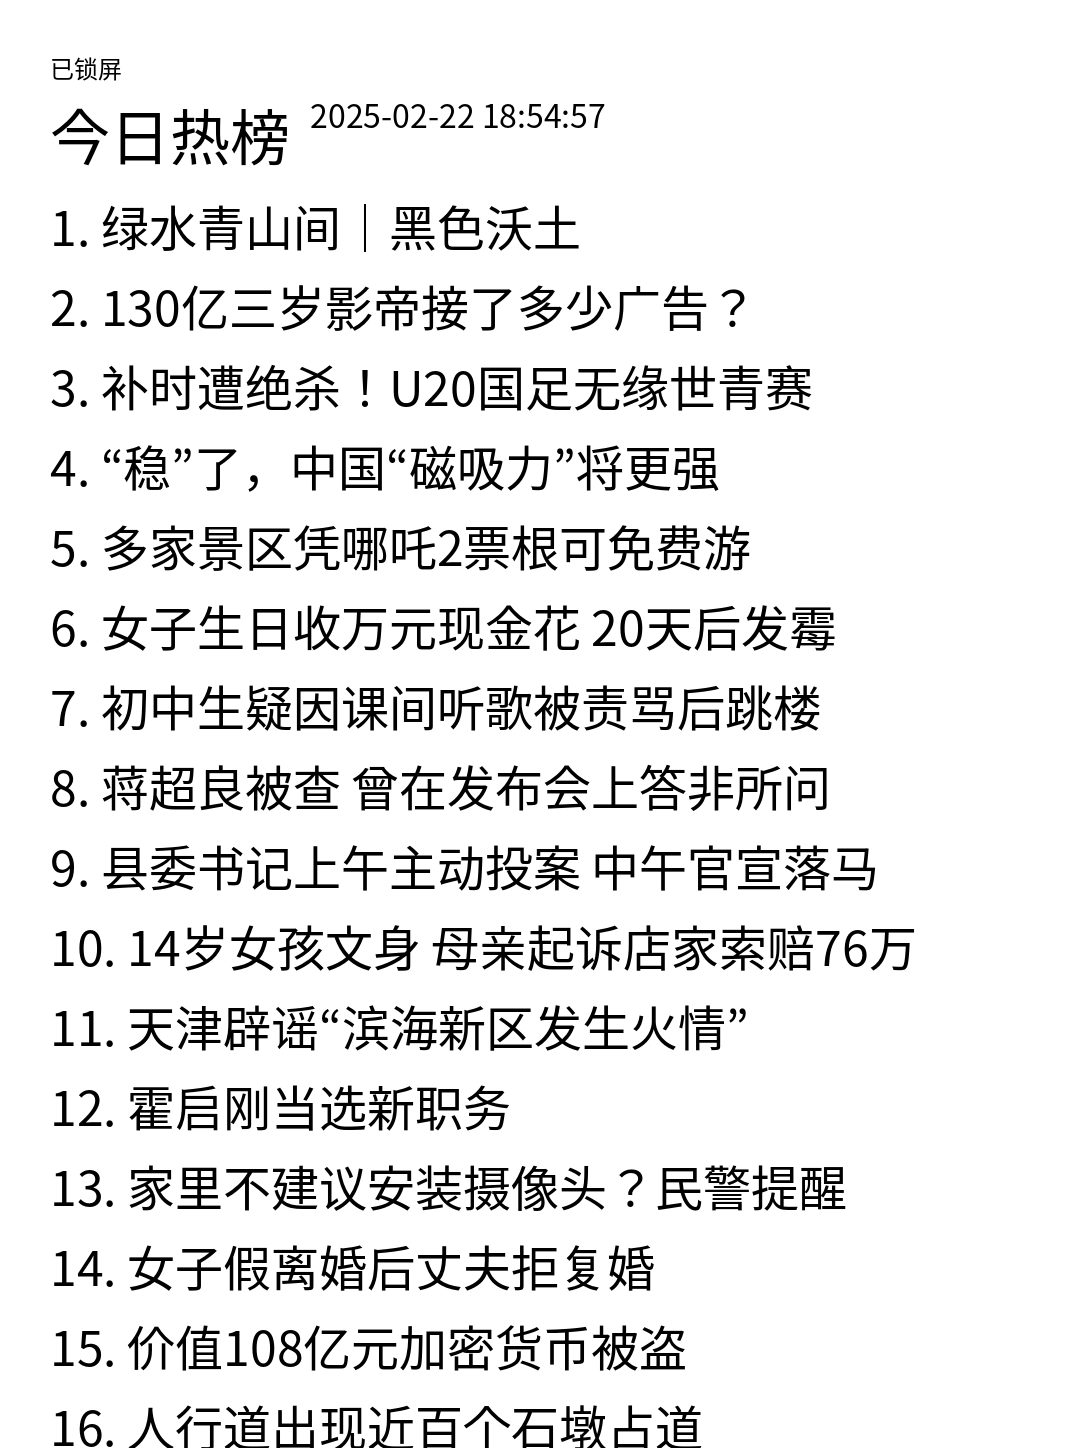 已锁屏
今日热榜 2025-02-22 18:54:57
1. 绿水青山间｜黑色沃土
2. 130亿三岁影帝接了多少广告？
3. 补时遭绝杀！U20国足无缘世青赛
4. “稳”了，中国“磁吸力”将更强
5. 多家景区凭哪吒2票根可免费游
6. 女子生日收万元现金花 20天后发霉
7. 初中生疑因课间听歌被责骂后跳楼
8. 蒋超良被查 曾在发布会上答非所问
9. 县委书记上午主动投案 中午官宣落马
10. 14岁女孩文身 母亲起诉店家索赔76万
11. 天津辟谣“滨海新区发生火情”
12. 霍启刚当选新职务
13. 家里不建议安装摄像头？民警提醒
14. 女子假离婚后丈夫拒复婚
15. 价值108亿元加密货币被盗
16. 人行道出现近百个石墩占道